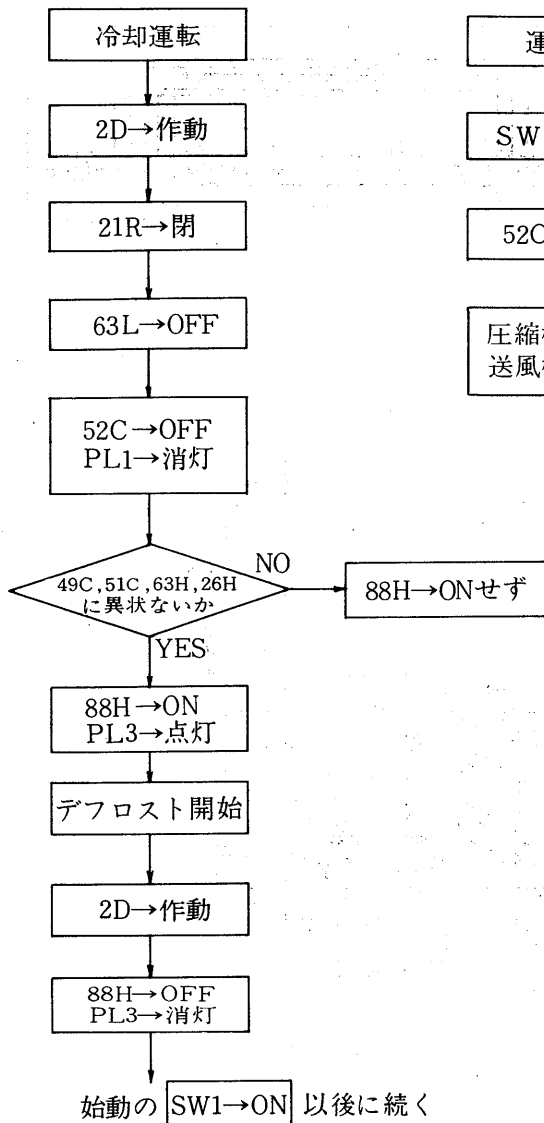 冷却運転
2D→作動
21R→閉
63L→OFF
52C→OFF
PL1→消灯
49C,51C,63H,26H
に異状ないか
NO
88H→ONせず
YES
88H→ON
PL3→点灯
デフロスト開始
2D→作動
88H→OFF
PL3→消灯
始動の SW1→ON 以後に続く
運
SW
52C
圧縮
送風